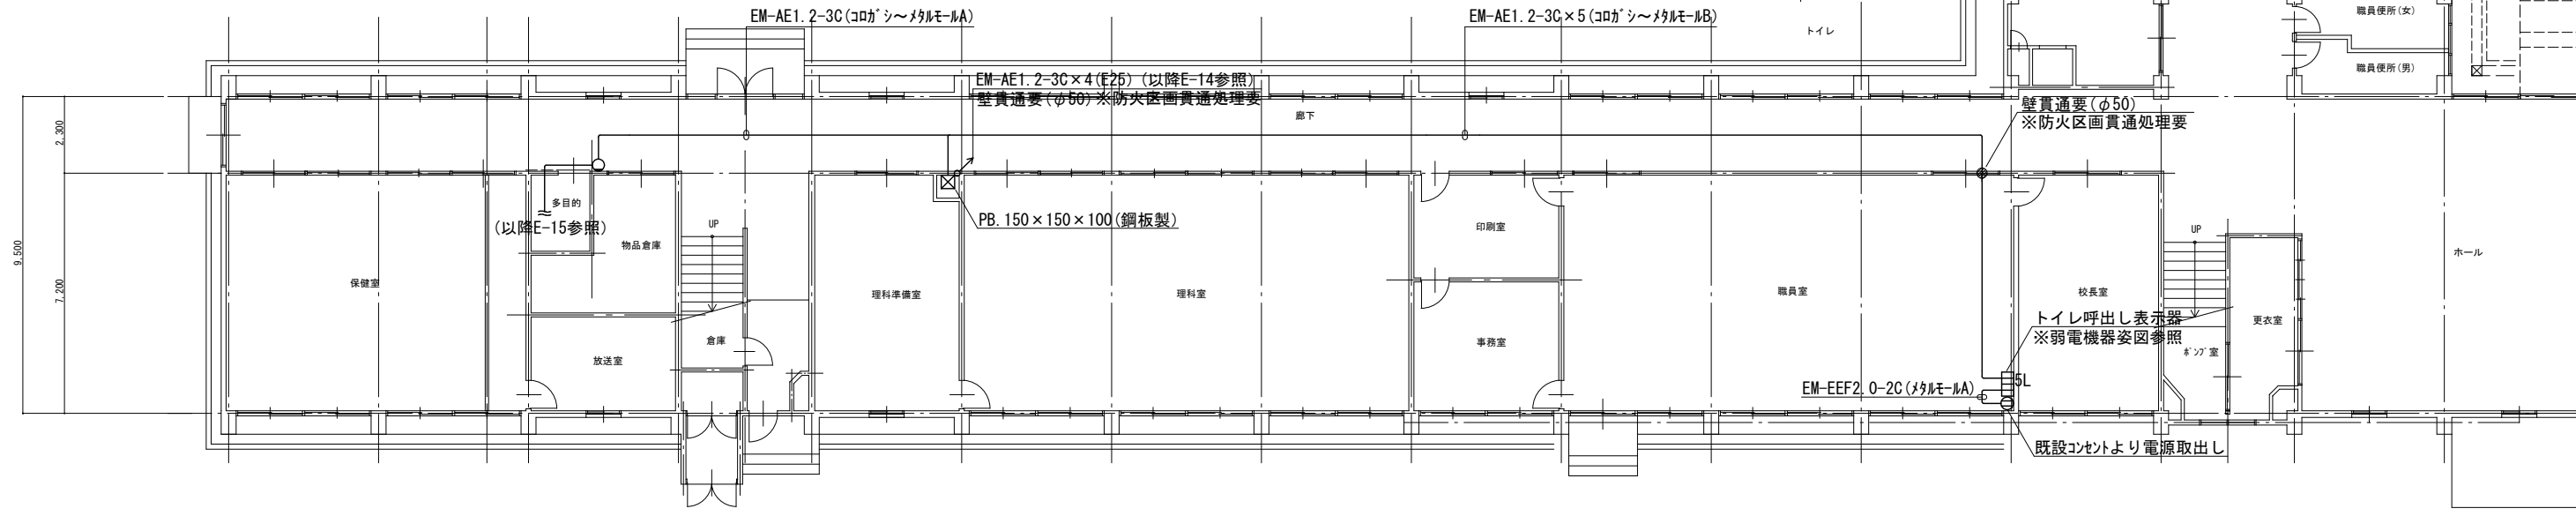 EM-AE1.2-3C(ｺﾛｶﾞｼ～ﾒﾀﾙﾓｰﾙA)
EM-AE1.2-3C×5(ｺﾛｶﾞｼ～ﾒﾀﾙﾓｰﾙB)
トイレ
職員便所(女)
職員便所(男)
EM-AE1.2-3C×4(E25) (以降E-14参照)
壁貫通要(φ50)※防火区画貫通処理要
廊下
壁貫通要(φ50)
※防火区画貫通処理要
2,300
9,500
7,200
多目的
(以降E-15参照)
PB.150×150×100(鋼板製)
保健室
物品倉庫
UP
放送室
倉庫
理科準備室
理科室
印刷室
事務室
職員室
校長室
UP
ホール
トイレ呼出し表示器
※弱電機器姿図参照
更衣室
ﾎﾟﾝﾌﾟ室
5L
EM-EEF2.0-2C(ﾒﾀﾙﾓｰﾙA)
既設ｺﾝｾﾝﾄより電源取出し